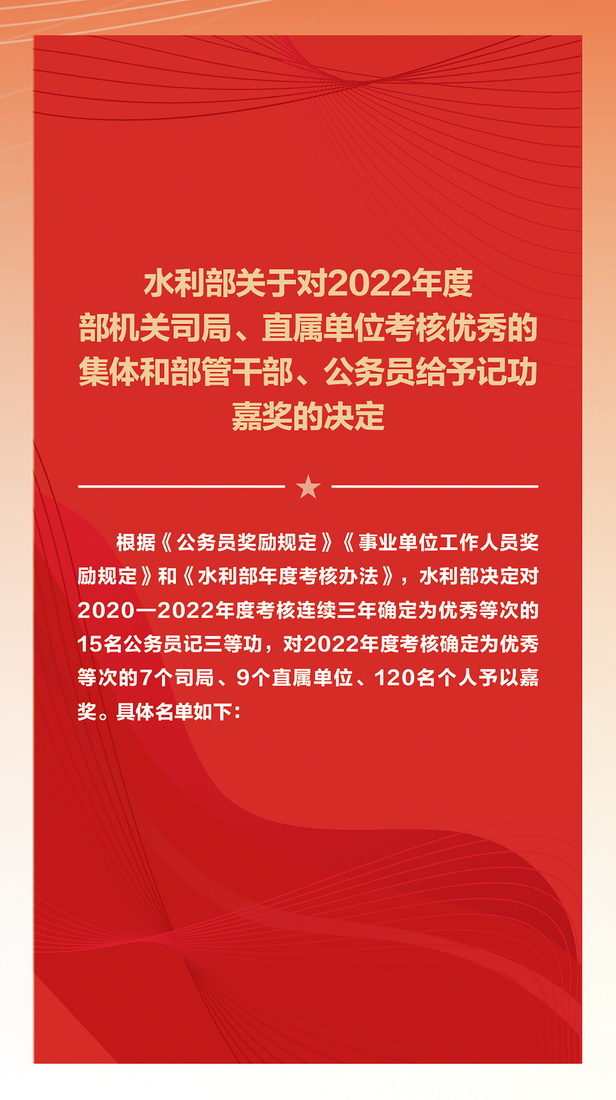 水利部关于对2022年度
部机关司局、直属单位考核优秀的
集体和部管干部、公务员给予记功
嘉奖的决定
根据《公务员奖励规定》《事业单位工作人员奖
励规定》和《水利部年度考核办法》，水利部决定对
2020—2022年度考核连续三年确定为优秀等次的
15名公务员记三等功，对2022年度考核确定为优秀
等次的7个司局、9个直属单位、120名个人予以嘉
奖。具体名单如下：